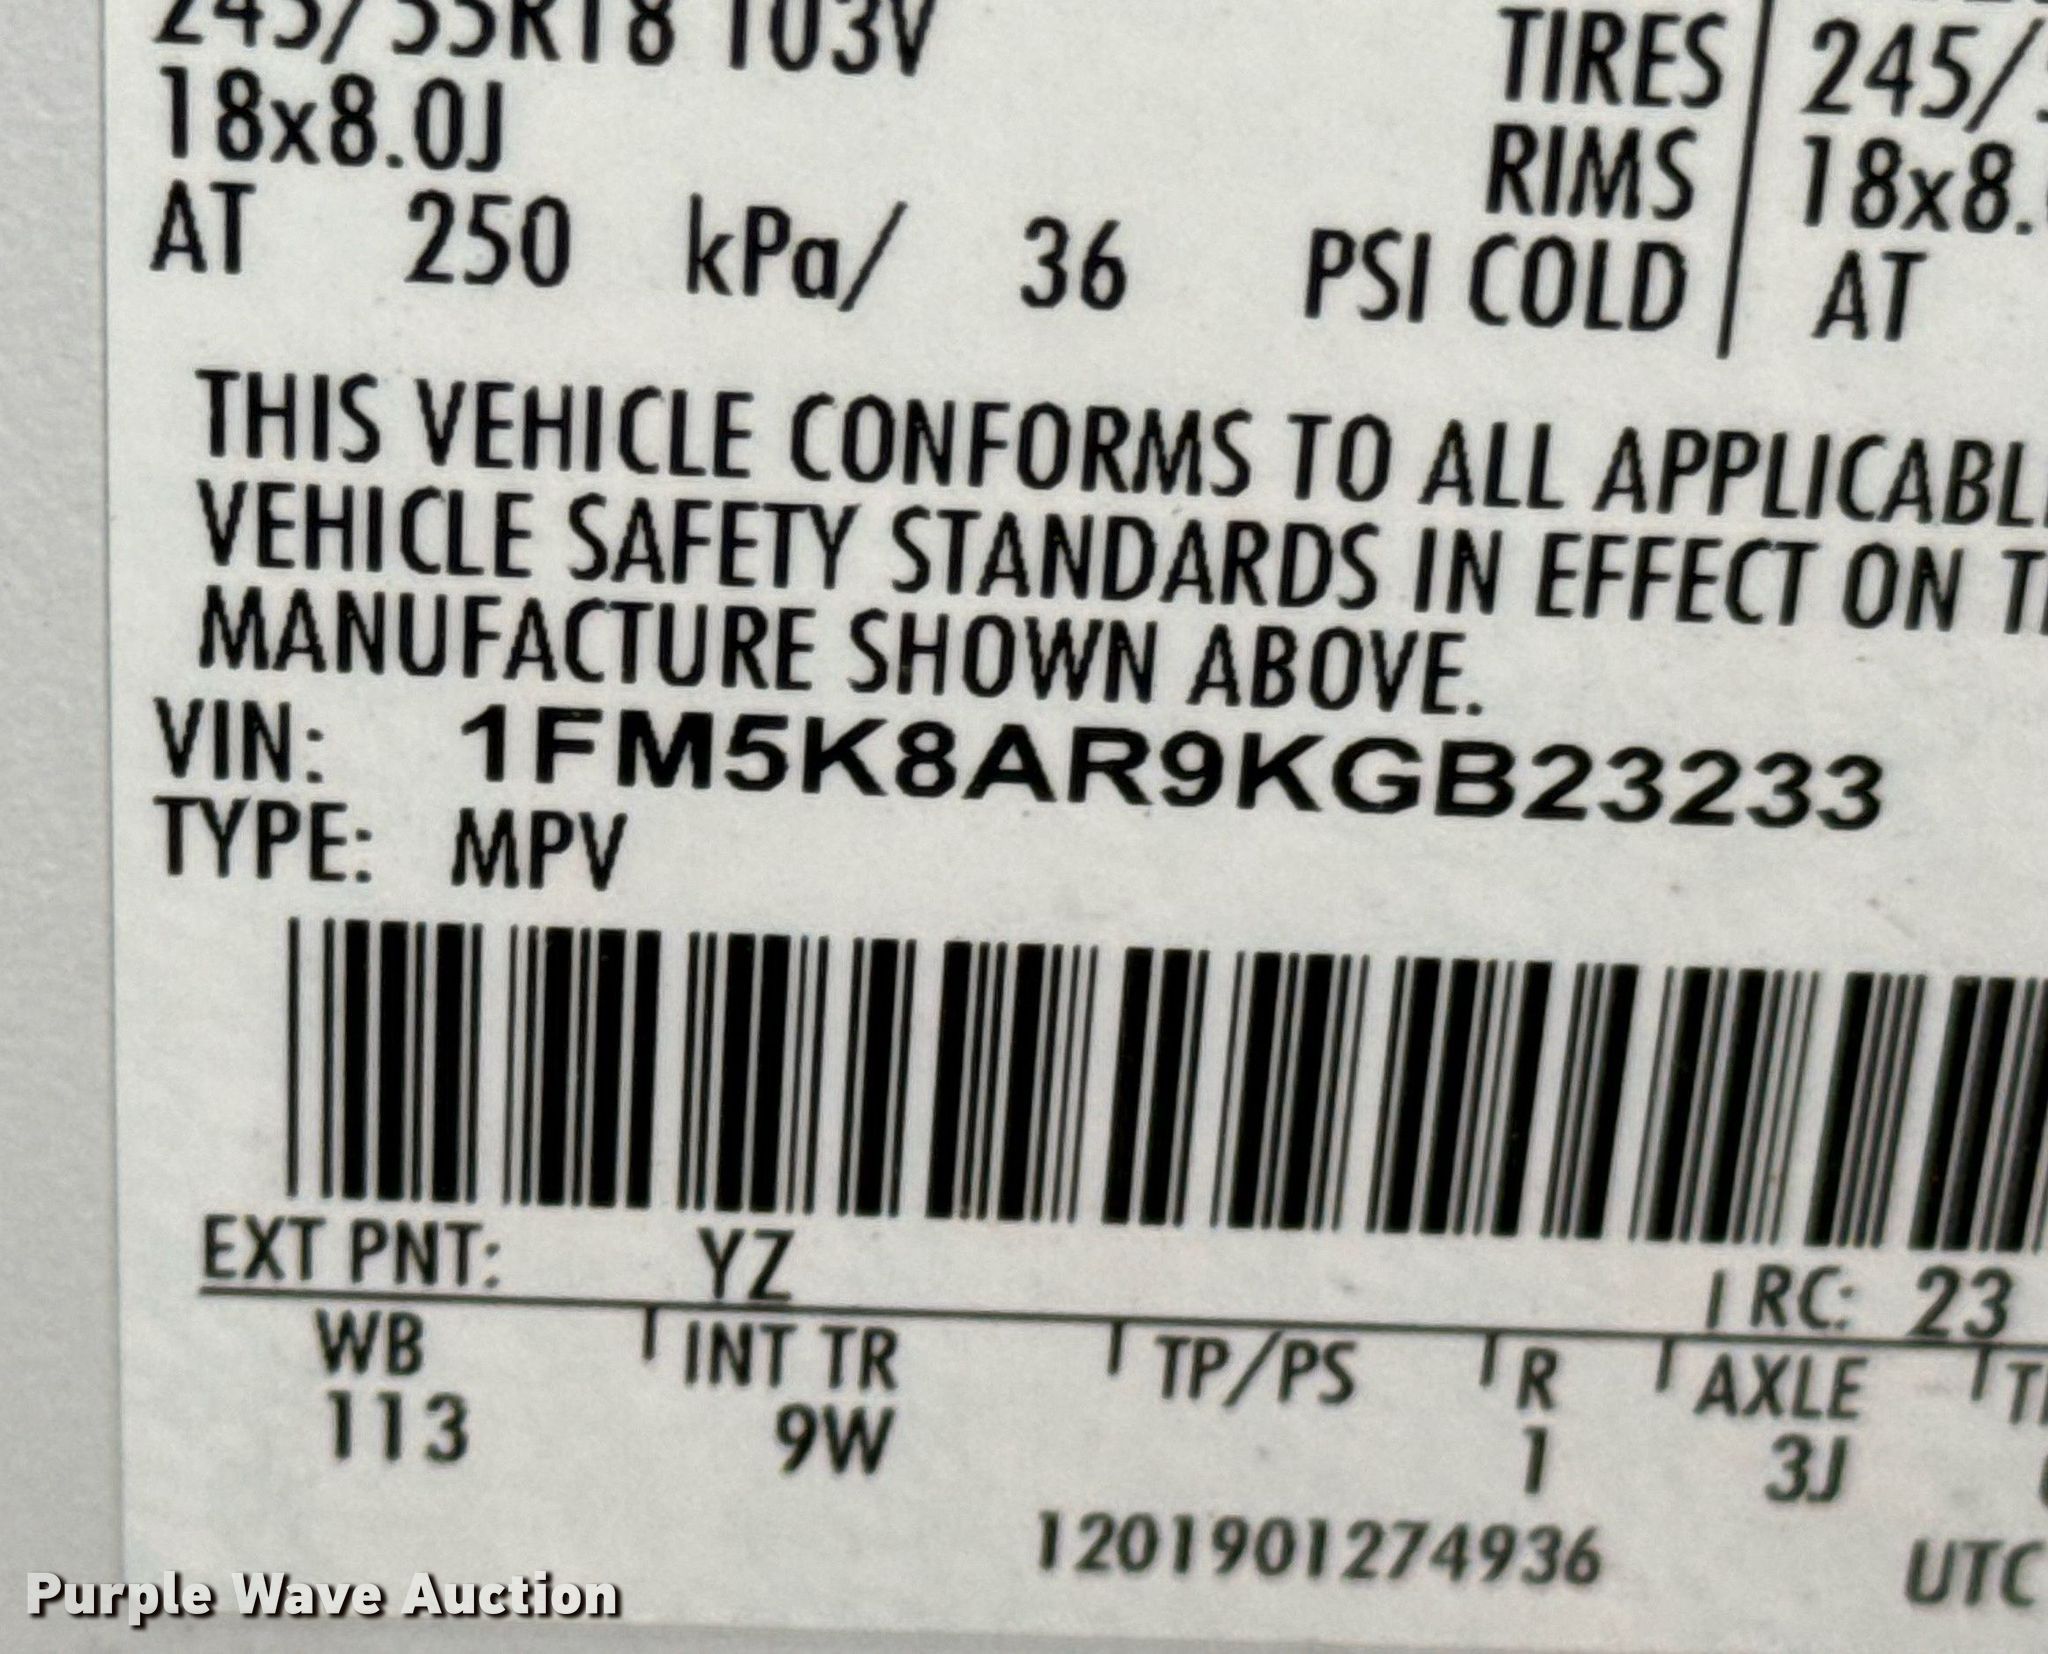 245/55R18 103V TIRES 245/
18x8.0J RIMS 18x8.
AT 250 kPa/ 36 PSI COLD AT
THIS VEHICLE CONFORMS TO ALL APPLICABL
VEHICLE SAFETY STANDARDS IN EFFECT ON T
MANUFACTURE SHOWN ABOVE.
VIN: 1FM5K8AR9KGB23233
TYPE: MPV
EXT PNT: YZ RC: 23
WB INT TR TP/PS R AXLE
113 9W 1 3J
1201901274936 UTC
Purple Wave Auction